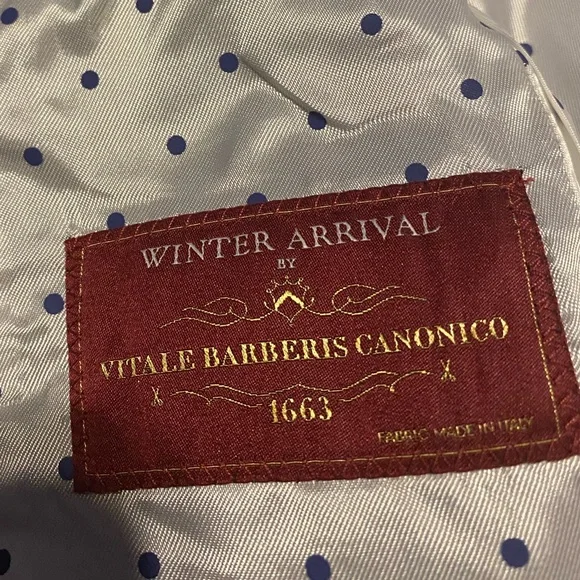 WINTER ARRIVAL
BY
VITALE BARBERIS CANONICO
1663
FABRIC MADE IN ITALY